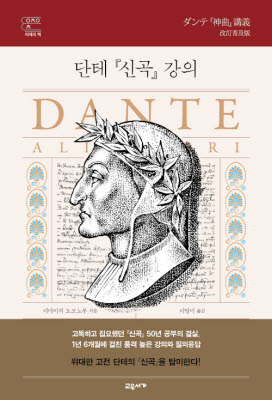 ダンテ『神曲』講義
改訂普及版
단테 『신곡』 강의
DANTE
ALIGHIERI
이마미치 도모노부 지음
이영미 옮김
고독하고 집요했던 『신곡』 50년 공부의 결실,
1년 6개월에 걸친 품격 높은 강의와 질의응답
위대한 고전 단테의 『신곡』을 탐미한다!
교유서가